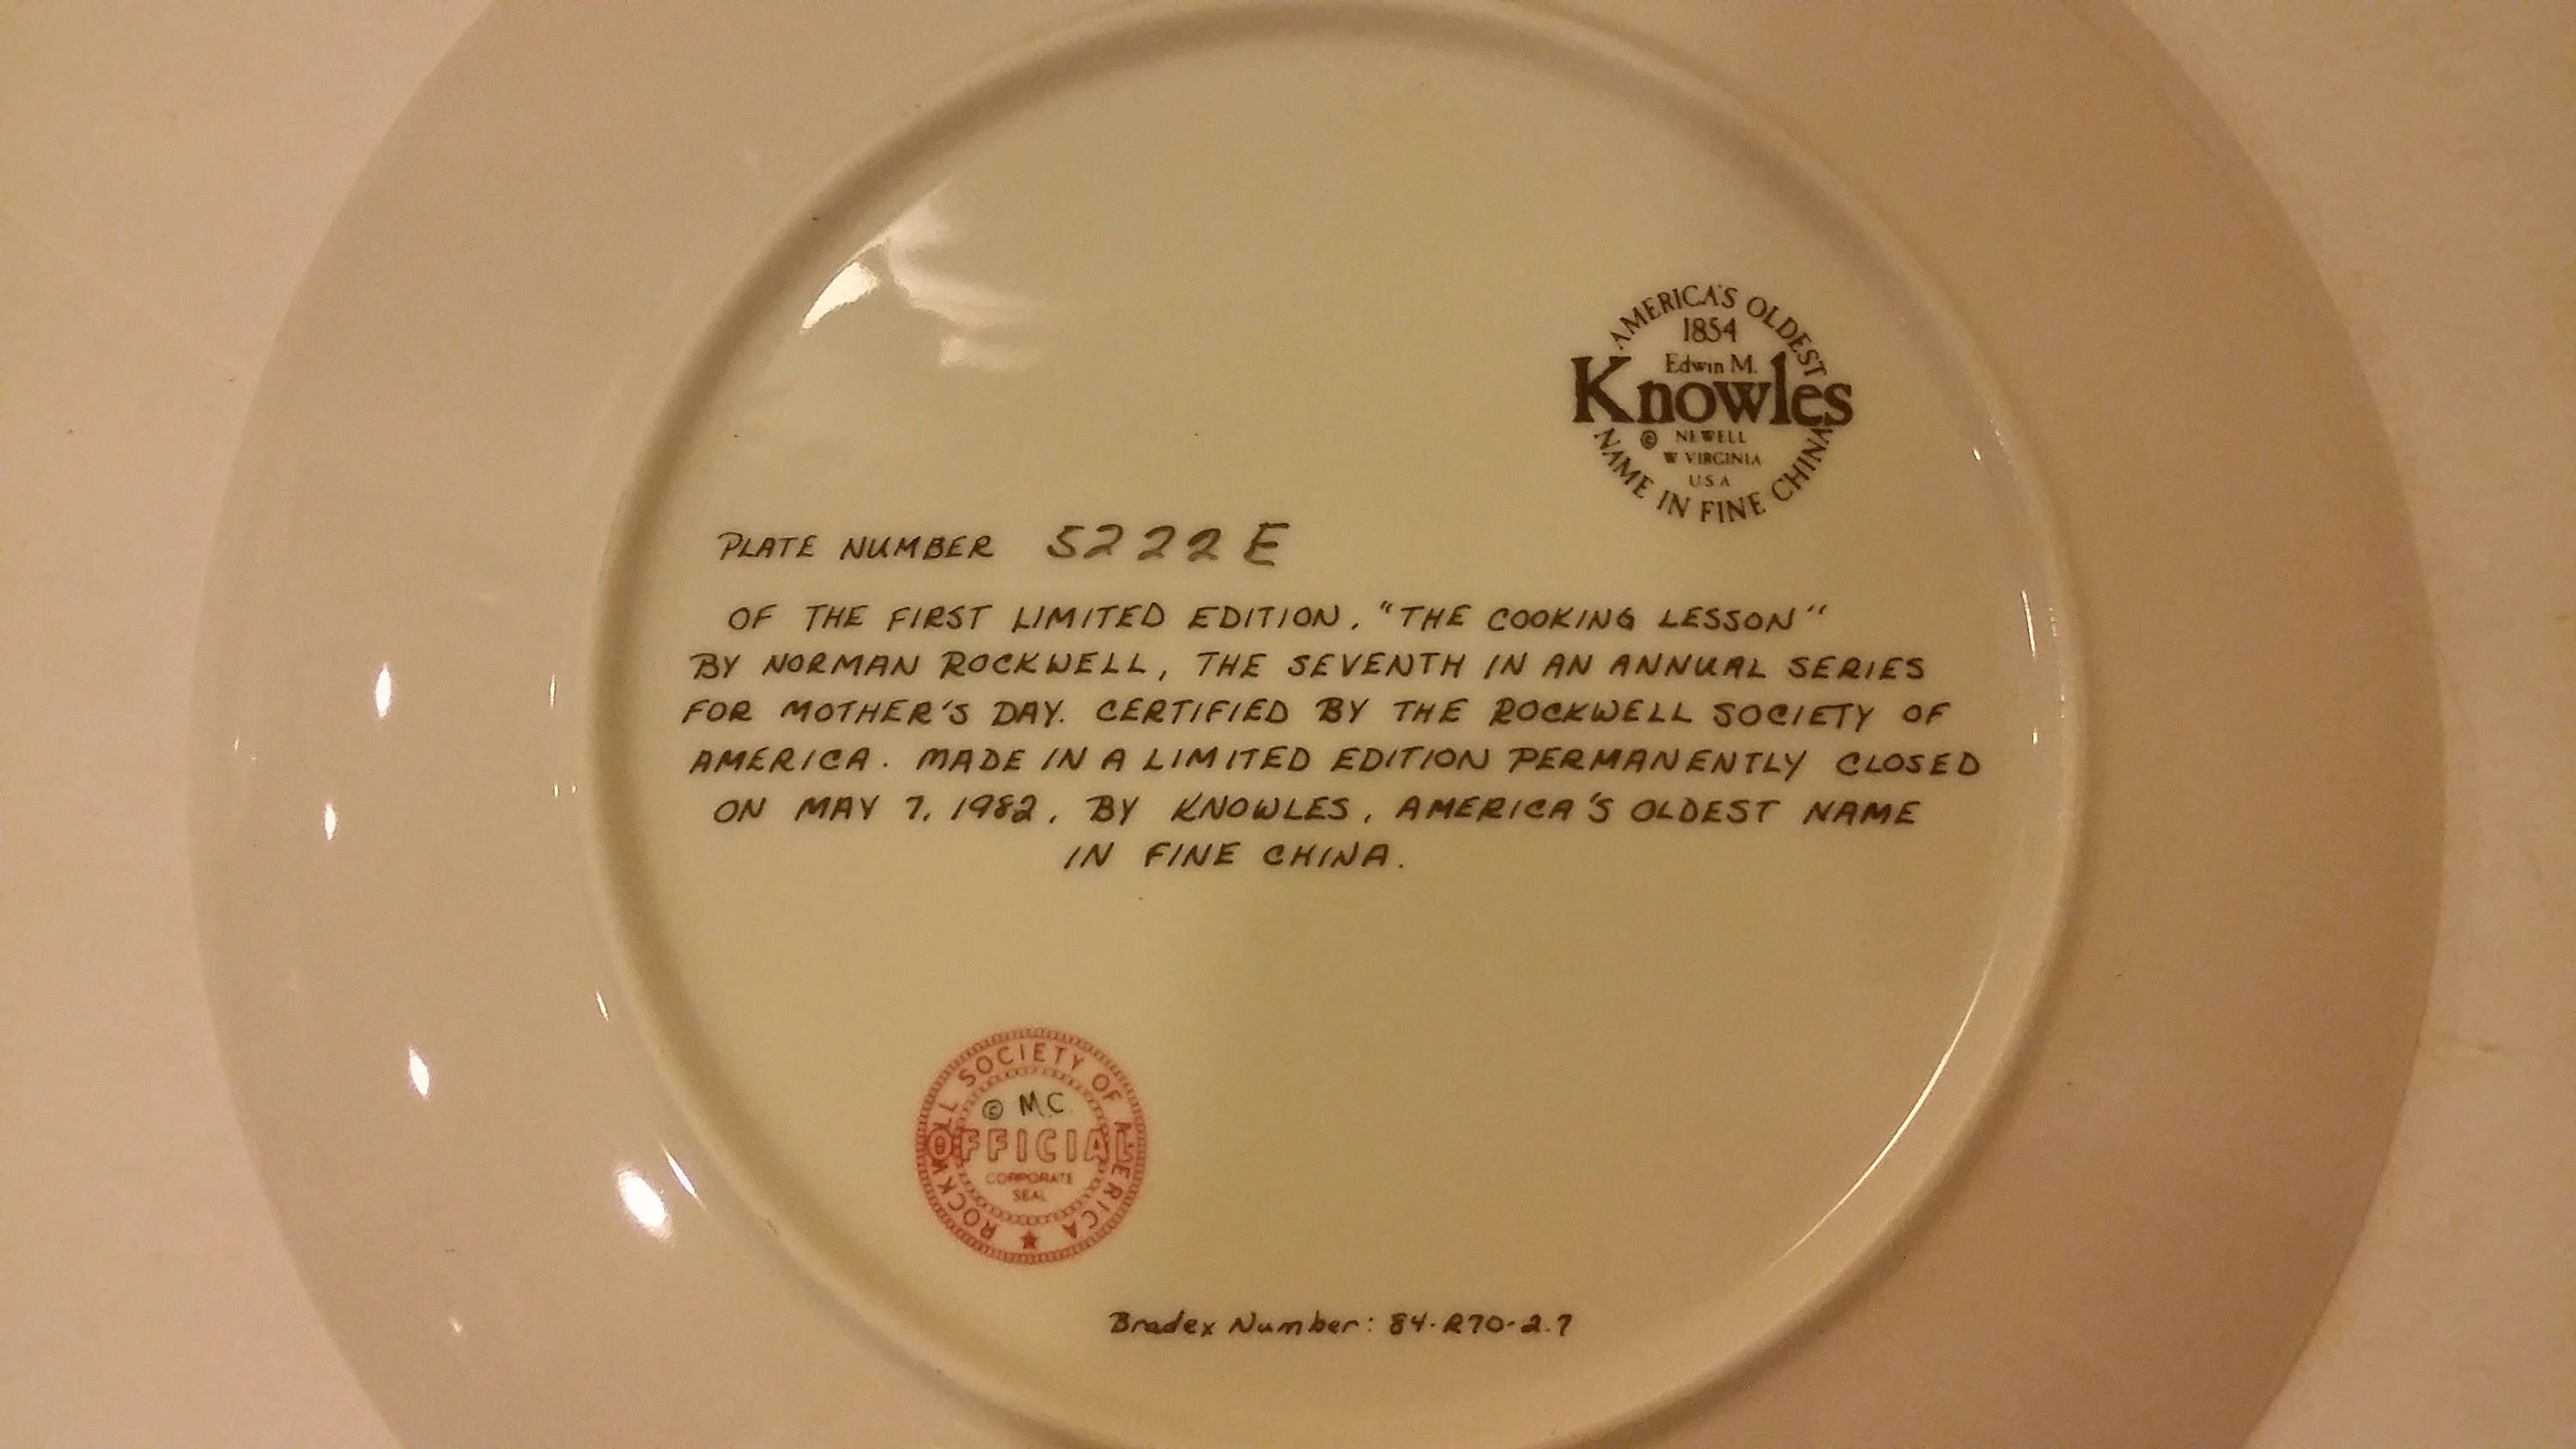 AMERICA'S OLDEST
1854
Edwin M.
Knowles
© NEWELL
W VIRGINIA
USA
NAME IN FINE CHINA
PLATE NUMBER 5222 E
OF THE FIRST LIMITED EDITION, "THE COOKING LESSON"
BY NORMAN ROCKWELL, THE SEVENTH IN AN ANNUAL SERIES
FOR MOTHER'S DAY. CERTIFIED BY THE ROCKWELL SOCIETY OF
AMERICA. MADE IN A LIMITED EDITION PERMANENTLY CLOSED
ON MAY 7, 1982, BY KNOWLES, AMERICA'S OLDEST NAME
IN FINE CHINA.
ROCKWELL SOCIETY OF AMERICA
© M.C.
OFFICIAL
CORPORATE
SEAL
Bradex Number: 84-R70-2.7